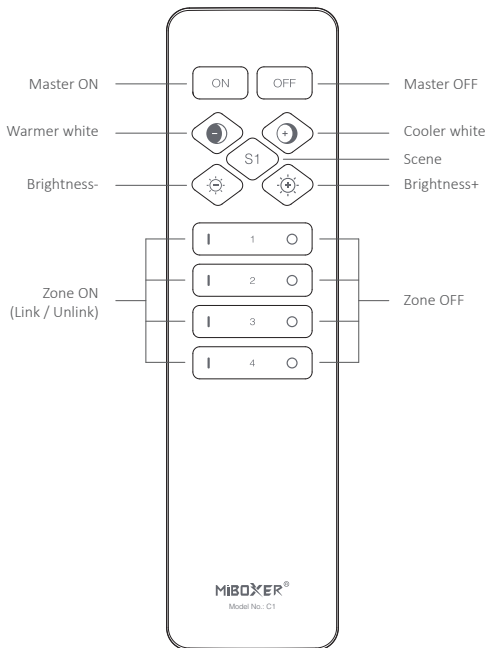 Master ON
ON
OFF
Master OFF
Warmer white
Cooler white
S1
Scene
Brightness-
Brightness+
1
2
Zone ON
(Link / Unlink)
Zone OFF
3
4
MiBOXER®
Model No.: C1